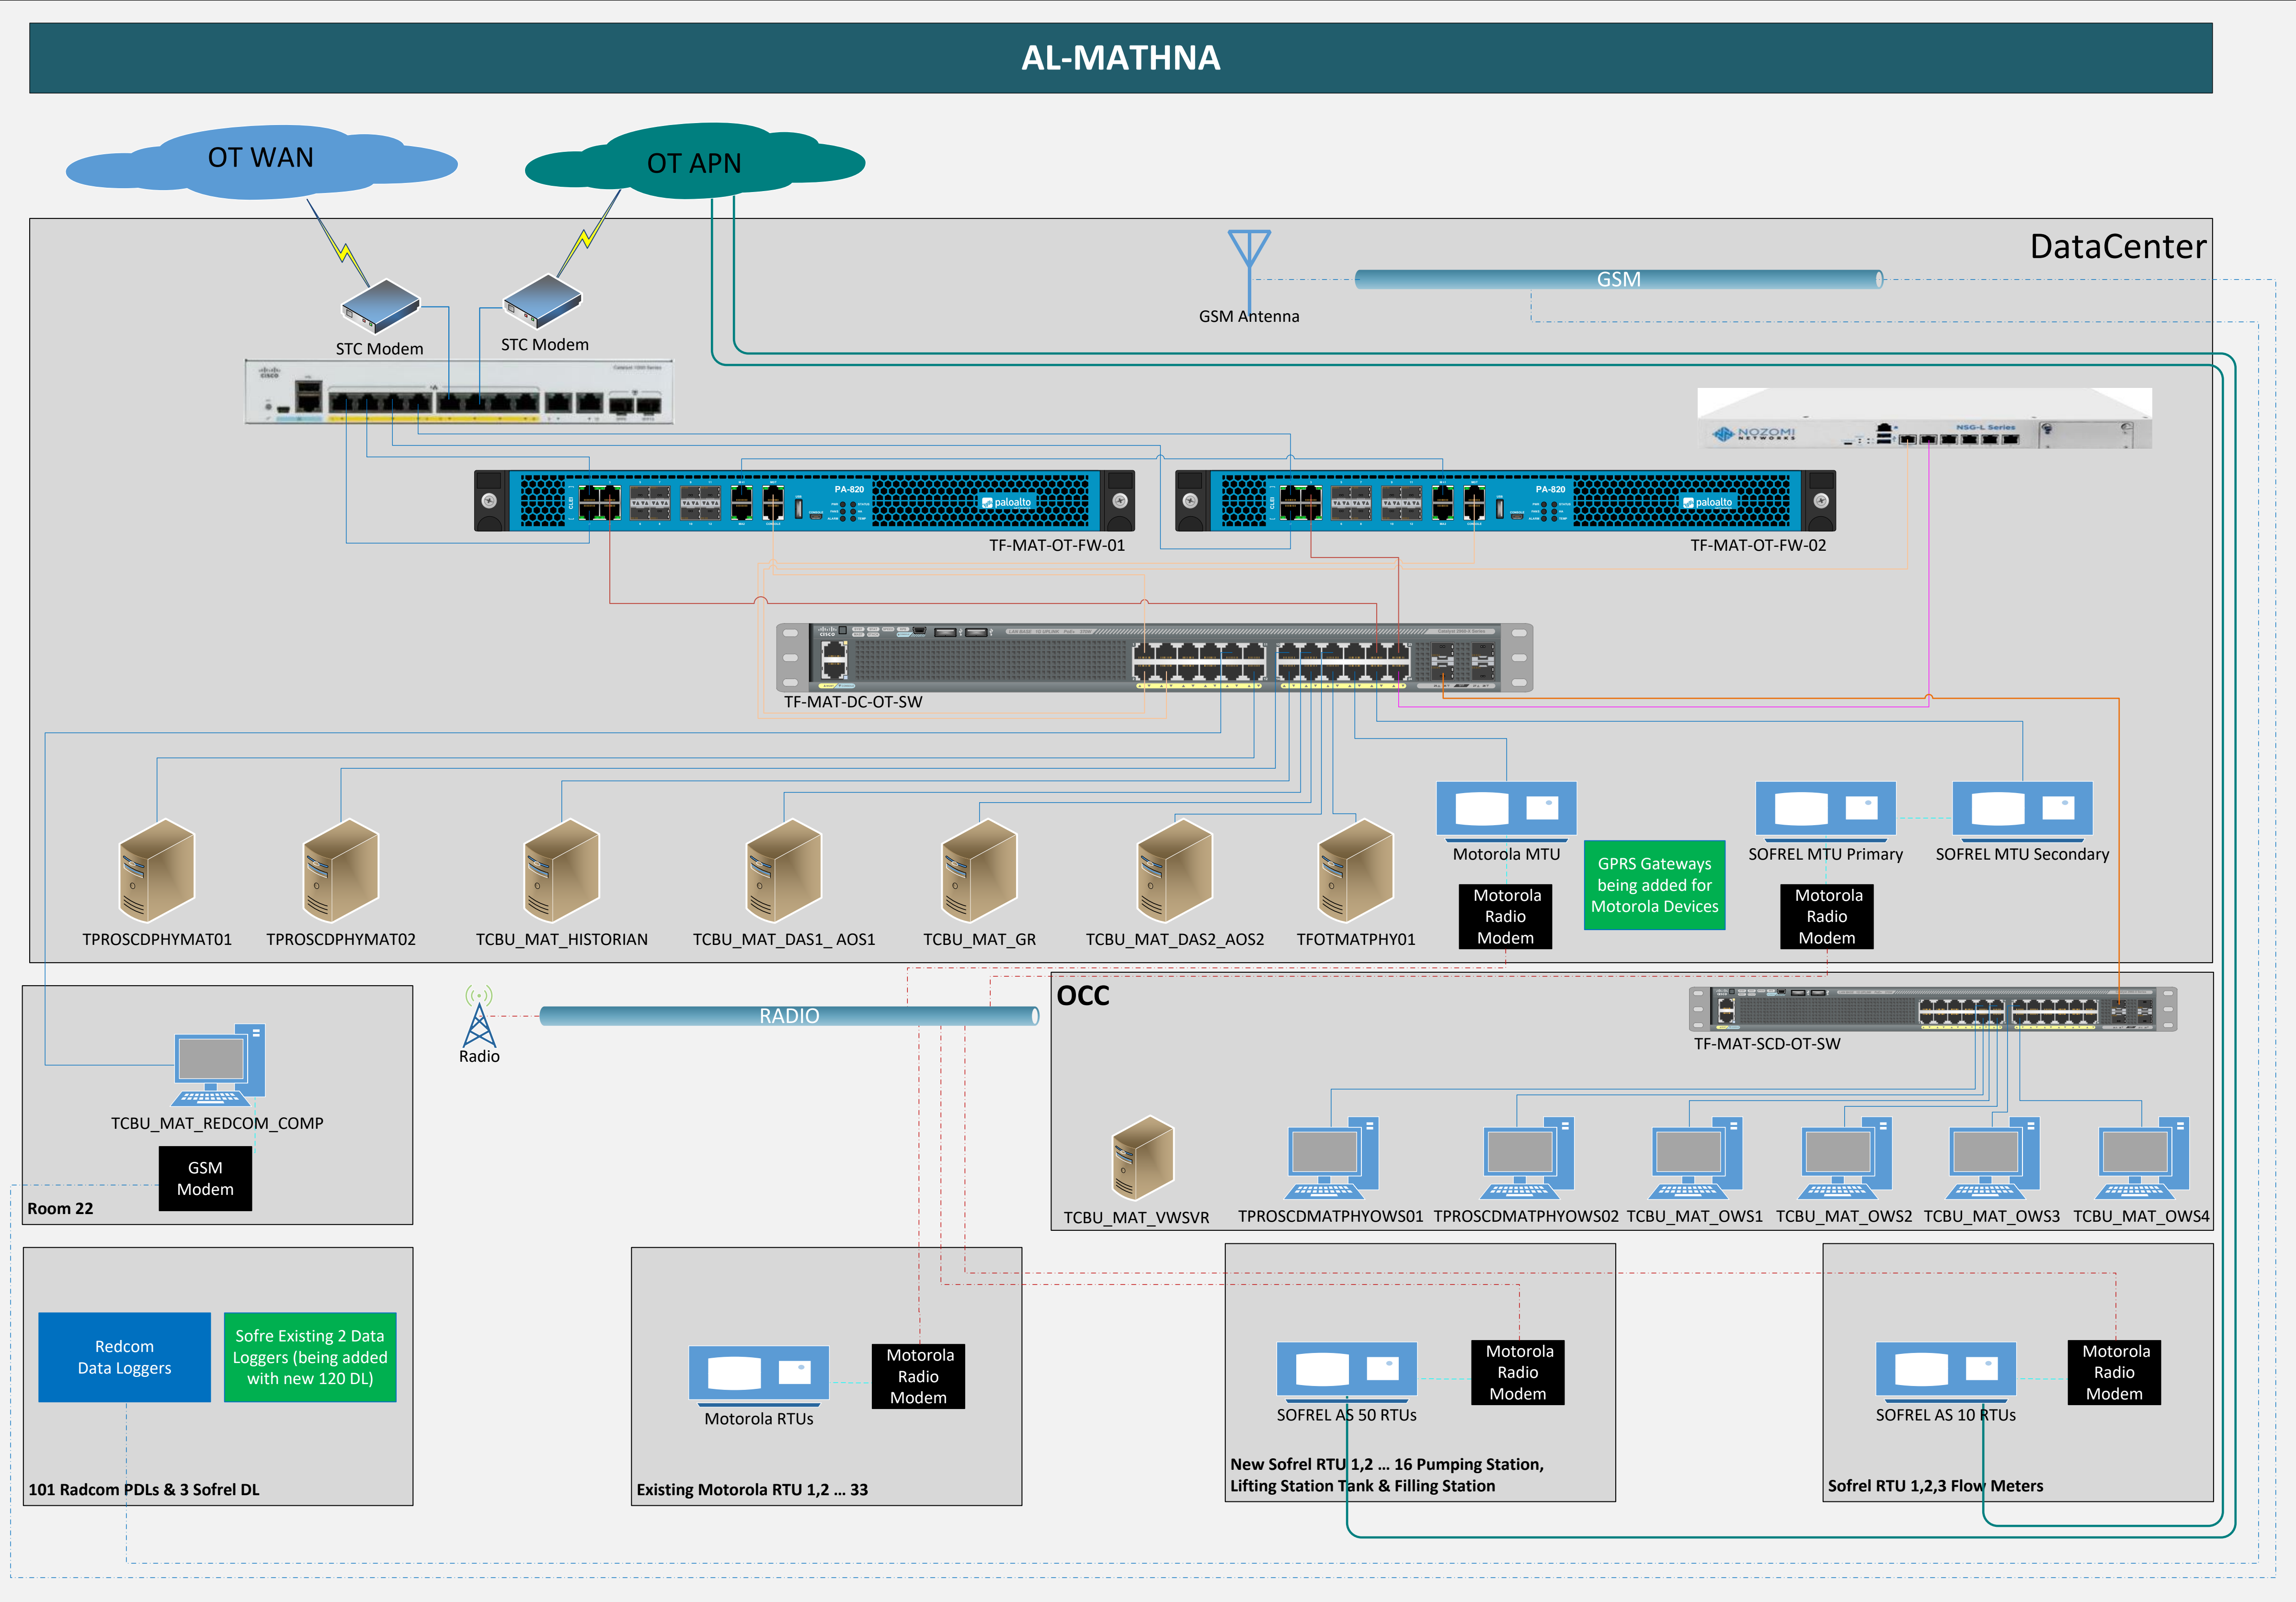 AL-MATHNA
OT WAN
OT APN
DataCenter
GSM
GSM Antenna
STC Modem
STC Modem
CISCO
NOZOMI
NETWORKS
NSG-L Series
PA-820
paloalto
TF-MAT-OT-FW-01
PA-820
paloalto
TF-MAT-OT-FW-02
CISCO
TF-MAT-DC-OT-SW
Motorola MTU
SOFREL MTU Primary
SOFREL MTU Secondary
GPRS Gateways
being added for
Motorola Devices
Motorola
Radio
Modem
Motorola
Radio
Modem
TPROSCDPHYMAT01
TPROSCDPHYMAT02
TCBU_MAT_HISTORIAN
TCBU_MAT_DAS1_ AOS1
TCBU_MAT_GR
TCBU_MAT_DAS2_AOS2
TFOTMATPHY01
RADIO
Radio
OCC
TF-MAT-SCD-OT-SW
TCBU_MAT_REDCOM_COMP
GSM
Modem
Room 22
TCBU_MAT_VWSVR
TPROSCDMATPHYOWS01
TPROSCDMATPHYOWS02
TCBU_MAT_OWS1
TCBU_MAT_OWS2
TCBU_MAT_OWS3
TCBU_MAT_OWS4
Redcom
Data Loggers
Sofre Existing 2 Data
Loggers (being added
with new 120 DL)
101 Radcom PDLs & 3 Sofrel DL
Motorola RTUs
Motorola
Radio
Modem
Existing Motorola RTU 1,2 ... 33
SOFREL AS 50 RTUs
Motorola
Radio
Modem
New Sofrel RTU 1,2 ... 16 Pumping Station,
Lifting Station Tank & Filling Station
SOFREL AS 10 RTUs
Motorola
Radio
Modem
Sofrel RTU 1,2,3 Flow Meters